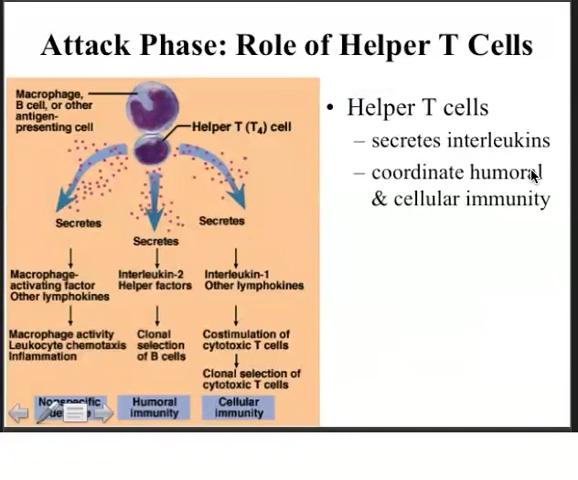 Attack Phase: Role of Helper T Cells
Macrophage,
B cell, or other
antigen-
presenting cell
Helper T (T4) cell
Secretes
Secretes
Secretes
Macrophage-
activating factor
Other lymphokines
Interleukin-2
Helper factors
Interleukin-1
Other lymphokines
Macrophage activity
Leukocyte chemotaxis
Inflammation
Clonal
selection
of B cells
Costimulation of
cytotoxic T cells
Clonal selection of
cytotoxic T cells
Nonspecific
Humoral
immunity
Cellular
immunity
• Helper T cells
– secretes interleukins
– coordinate humoral
& cellular immunity